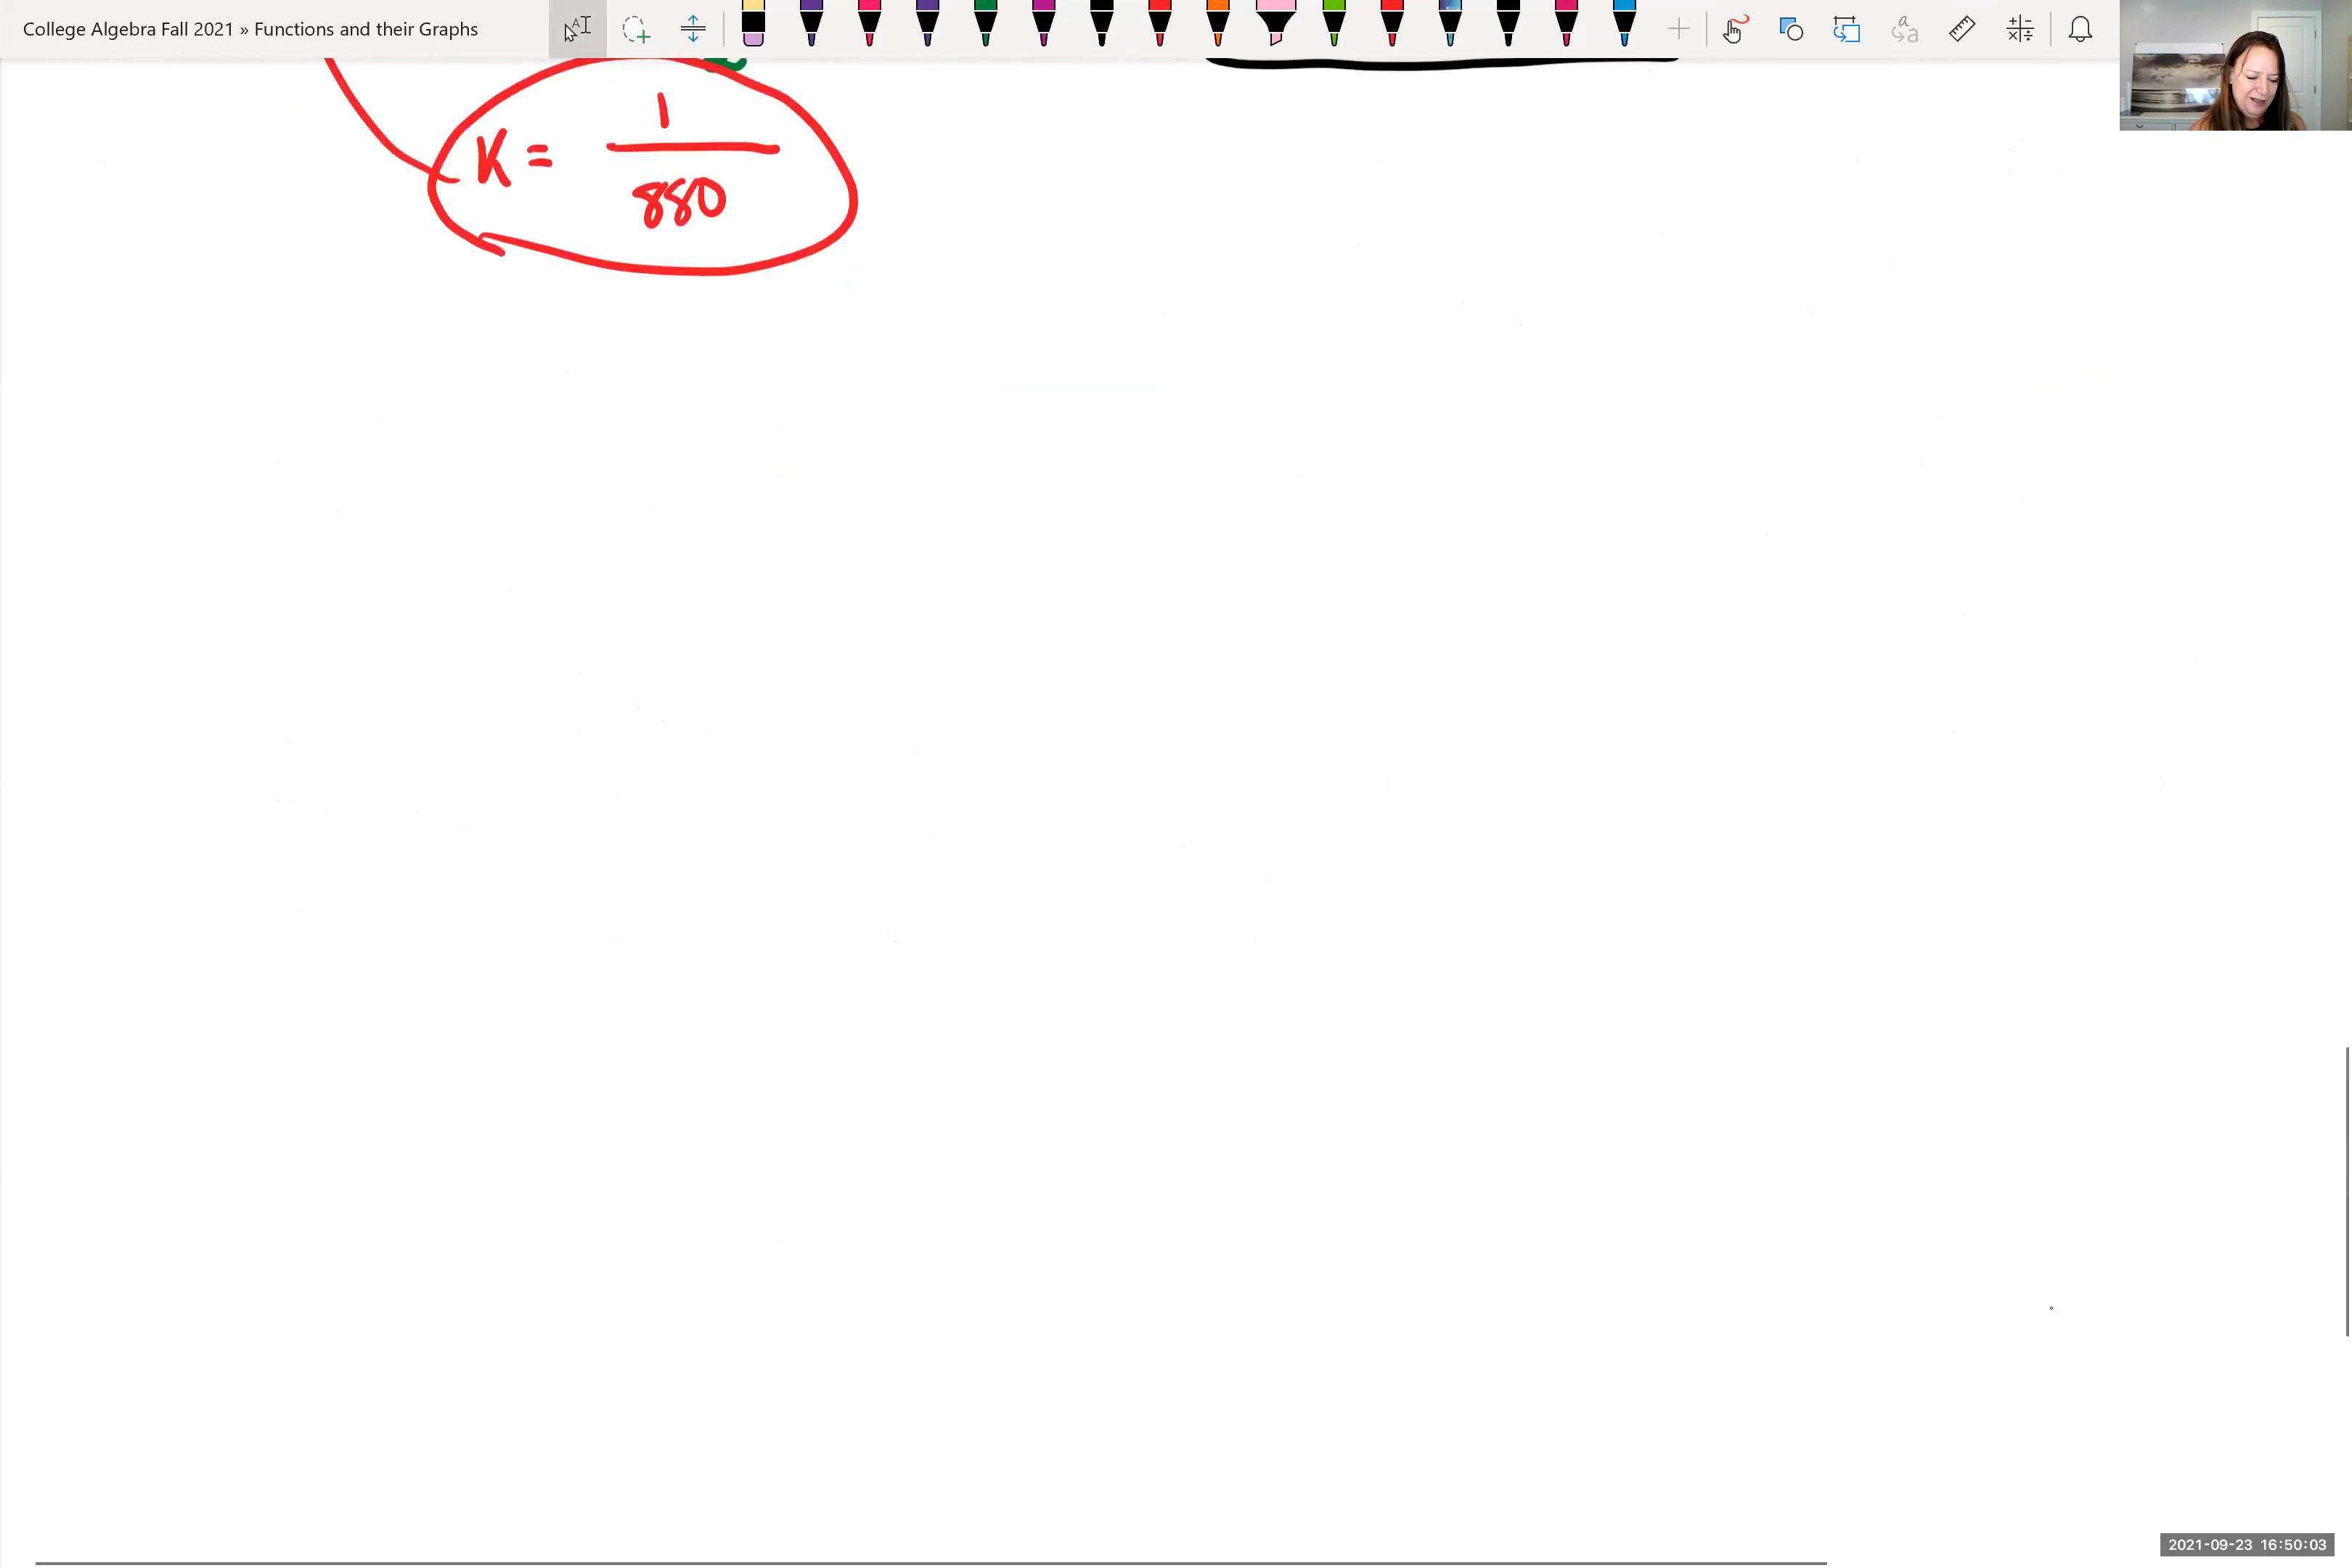 College Algebra Fall 2021 » Functions and their Graphs
K = 1/880
2021-09-23 16:50:03